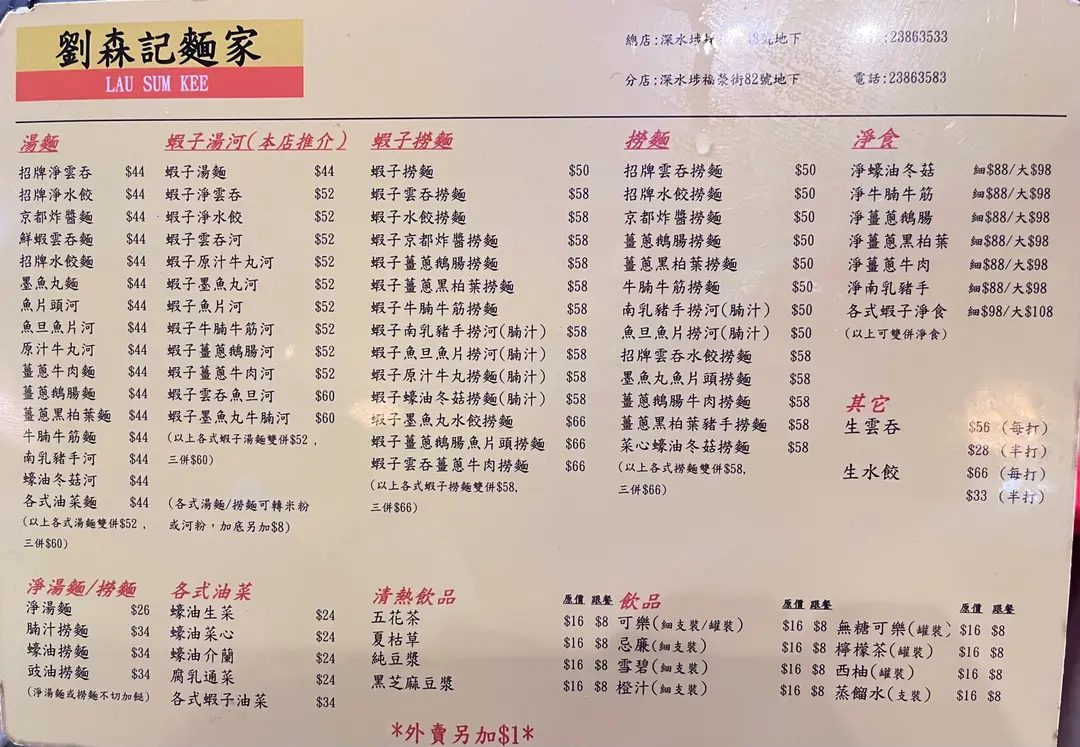 劉森記麵家
LAU SUM KEE
總店:深水埗 號地下 :23863533
分店:深水埗福榮街82號地下 電話:23863583
湯麵
招牌淨雲吞 $44
招牌淨水餃 $44
京都炸醬麵 $44
鮮蝦雲吞麵 $44
招牌水餃麵 $44
墨魚丸麵 $44
魚片頭河 $44
魚旦魚片河 $44
原汁牛丸河 $44
薑蔥牛肉麵 $44
薑蔥鵝腸麵 $44
薑蔥黑柏葉麵 $44
牛腩牛筋麵 $44
南乳豬手河 $44
蠔油冬菇河 $44
各式油菜麵 $44
(以上各式湯麵雙併$52，
三併$60)
蝦子湯河(本店推介)
蝦子湯麵 $44
蝦子淨雲吞 $52
蝦子淨水餃 $52
蝦子雲吞河 $52
蝦子原汁牛丸河 $52
蝦子墨魚丸河 $52
蝦子魚片河 $52
蝦子牛腩牛筋河 $52
蝦子薑蔥鵝腸河 $52
蝦子薑蔥牛肉河 $52
蝦子雲吞魚旦河 $60
蝦子墨魚丸牛腩河 $60
(以上各式蝦子湯麵雙併$52，
三併$60)
(各式湯麵/撈麵可轉米粉
或河粉，加底另加$8)
蝦子撈麵
蝦子撈麵 $50
蝦子雲吞撈麵 $58
蝦子水餃撈麵 $58
蝦子京都炸醬撈麵 $58
蝦子薑蔥鵝腸撈麵 $58
蝦子薑蔥黑柏葉撈麵 $58
蝦子牛腩牛筋撈麵 $58
蝦子南乳豬手撈河(腩汁) $58
蝦子魚旦魚片撈河(腩汁) $58
蝦子原汁牛丸撈麵(腩汁) $58
蝦子蠔油冬菇撈麵(腩汁) $58
蝦子墨魚丸水餃撈麵 $66
蝦子薑蔥鵝腸魚片頭撈麵 $66
蝦子雲吞薑蔥牛肉撈麵 $66
(以上各式蝦子撈麵雙併$58,
三併$66)
撈麵
招牌雲吞撈麵 $50
招牌水餃撈麵 $50
京都炸醬撈麵 $50
薑蔥鵝腸撈麵 $50
薑蔥黑柏葉撈麵 $50
牛腩牛筋撈麵 $50
南乳豬手撈河(腩汁) $50
魚旦魚片撈河(腩汁) $50
招牌雲吞水餃撈麵 $58
墨魚丸魚片頭撈麵 $58
薑蔥鵝腸牛肉撈麵 $58
薑蔥黑柏葉豬手撈麵 $58
菜心蠔油冬菇撈麵 $58
(以上各式撈麵雙併$58,
三併$66)
淨食
淨蠔油冬菇 細$88/大$98
淨牛腩牛筋 細$88/大$98
淨薑蔥鵝腸 細$88/大$98
淨薑蔥黑柏葉 細$88/大$98
淨薑蔥牛肉 細$88/大$98
淨南乳豬手 細$88/大$98
各式蝦子淨食 細$98/大$108
(以上可雙併淨食)
其它
生雲吞 $56 (每打)
$28 (半打)
生水餃 $66 (每打)
$33 (半打)
淨湯麵/撈麵
淨湯麵 $26
腩汁撈麵 $34
蠔油撈麵 $34
豉油撈麵 $34
(淨湯麵或撈麵不切加餸)
各式油菜
蠔油生菜 $24
蠔油菜心 $24
蠔油介蘭 $24
腐乳通菜 $24
各式蝦子油菜 $34
清熱飲品 原價 跟餐
五花茶 $16 $8
夏枯草 $16 $8
純豆漿 $16 $8
黑芝麻豆漿 $16 $8
飲品 原價 跟餐
可樂(細支裝/罐裝) $16 $8
忌廉(細支裝) $16 $8
雪碧(細支裝) $16 $8
橙汁(細支裝) $16 $8
原價 跟餐
無糖可樂(罐裝) $16 $8
檸檬茶(罐裝) $16 $8
西柚(罐裝) $16 $8
蒸餾水(支裝) $16 $8
*外賣另加$1*